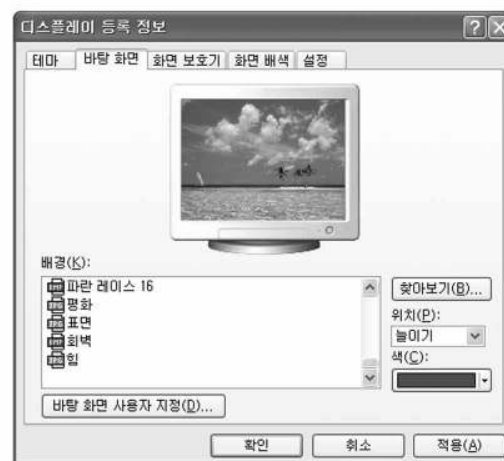 디스플레이 등록 정보
테마 바탕 화면 화면 보호기 화면 배색 설정
배경(K):
파란 레이스 16
평화
표면
회벽
힘
찾아보기(B)...
위치(P):
늘이기
색(C):
바탕 화면 사용자 지정(D)...
확인 취소 적용(A)